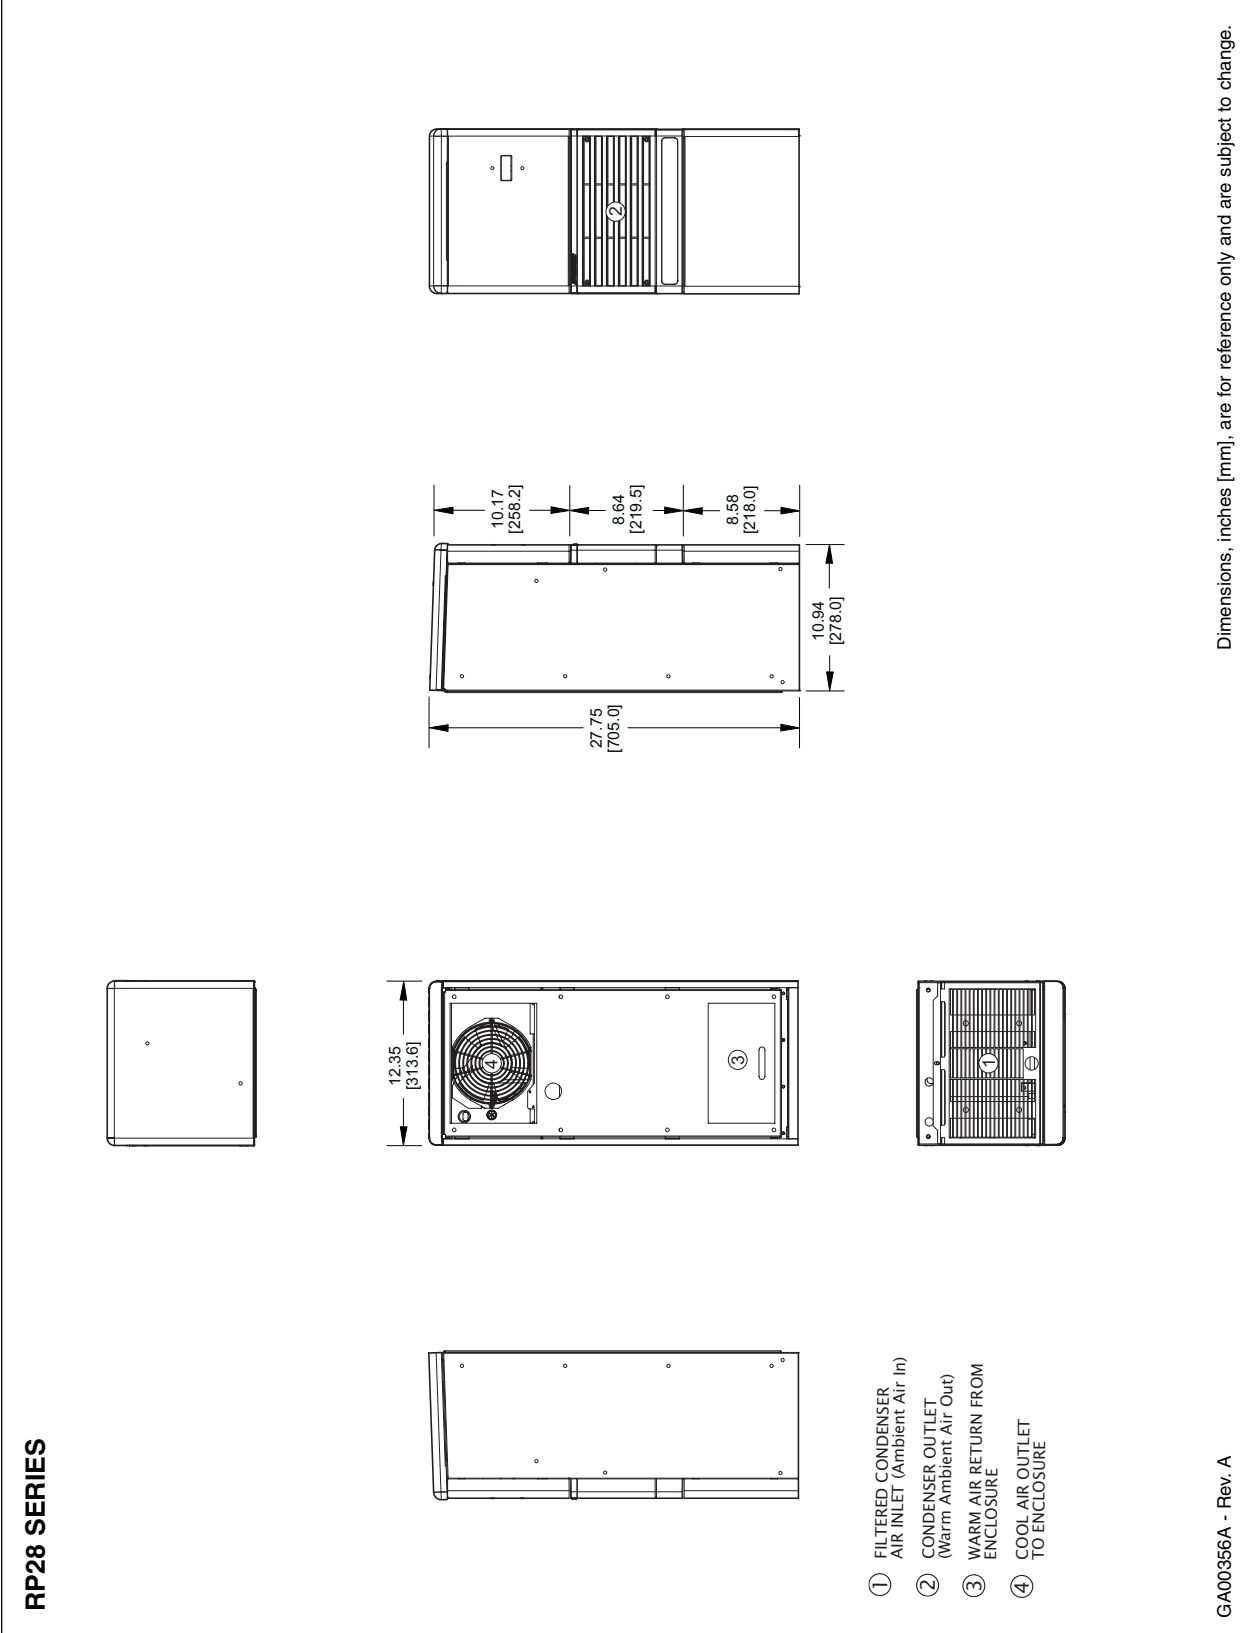 RP28 SERIES
12.35
[313.6]
27.75
[705.0]
10.94
[278.0]
10.17
[258.2]
8.64
[219.5]
8.58
[218.0]
4
3
1
2
1 FILTERED CONDENSER
AIR INLET (Ambient Air In)
2 CONDENSER OUTLET
(Warm Ambient Air Out)
3 WARM AIR RETURN FROM
ENCLOSURE
4 COOL AIR OUTLET
TO ENCLOSURE
GA00356A - Rev. A
Dimensions, inches [mm], are for reference only and are subject to change.